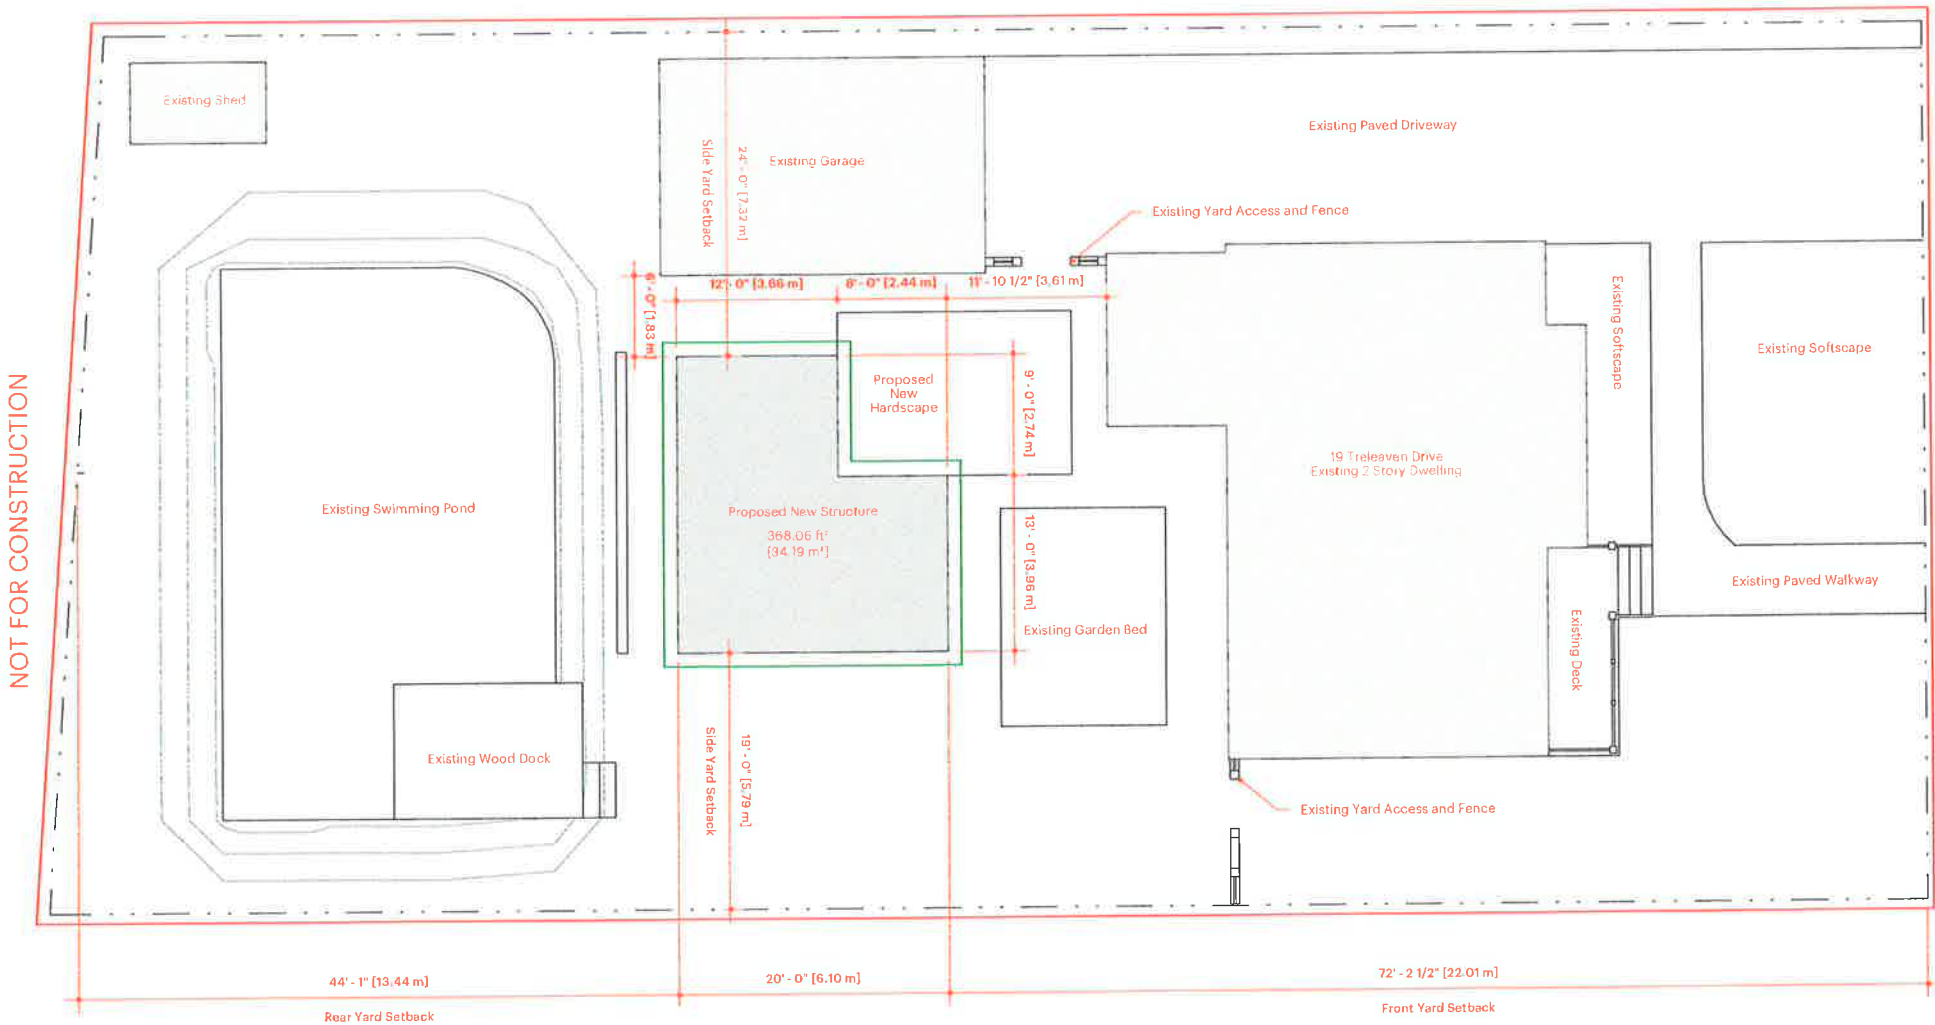 Existing Shed
Existing Garage
Side Yard Setback
24' - 0" [7.32 m]
Existing Paved Driveway
Existing Yard Access and Fence
6' - 0" [1.83 m]
12' - 0" [3.66 m]
8' - 0" [2.44 m]
11' - 10 1/2" [3.61 m]
Existing Softscape
Existing Softscape
Proposed
New
Hardscape
9' - 0" [2.74 m]
19 Treleaven Drive
Existing 2 Story Dwelling
NOT FOR CONSTRUCTION
Existing Swimming Pond
Proposed New Structure
368.06 ft²
[34.19 m²]
13' - 0" [3.96 m]
Existing Garden Bed
Existing Paved Walkway
Existing Deck
Existing Wood Dock
Side Yard Setback
19' - 0" [5.79 m]
Existing Yard Access and Fence
44' - 1" [13.44 m]
20' - 0" [6.10 m]
72' - 2 1/2" [22.01 m]
Rear Yard Setback
Front Yard Setback